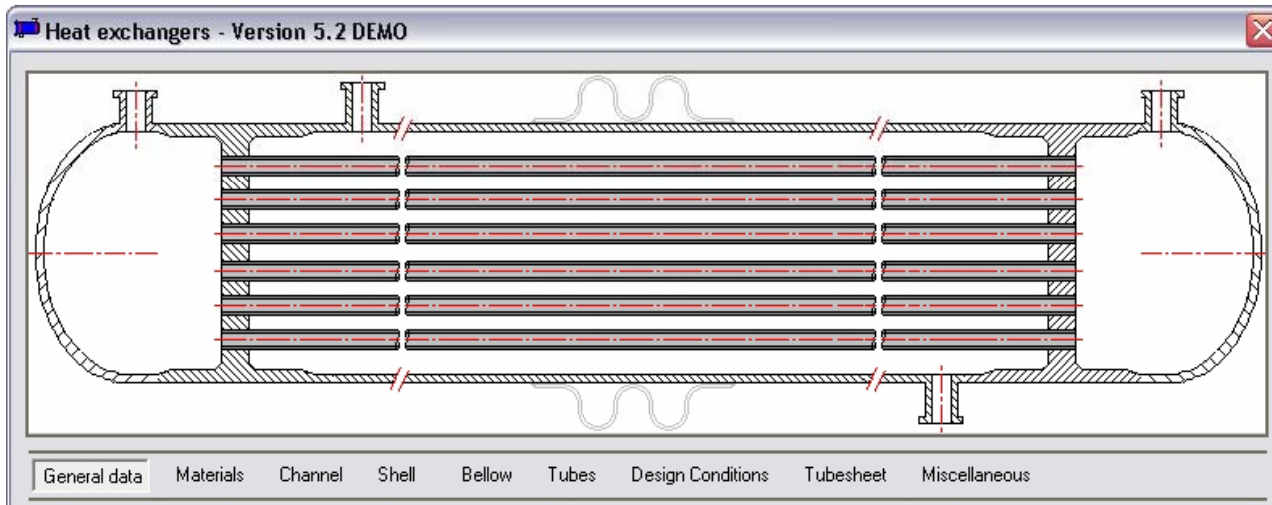 Heat exchangers - Version 5.2 DEMO
General data Materials Channel Shell Bellow Tubes Design Conditions Tubesheet Miscellaneous